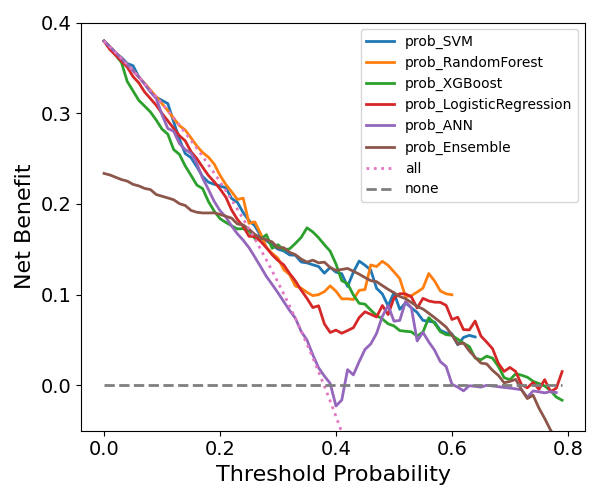 0.4
0.3
0.2
0.1
0.0
Net Benefit
prob_SVM
prob_RandomForest
prob_XGBoost
prob_LogisticRegression
prob_ANN
prob_Ensemble
all
none
0.0 0.2 0.4 0.6 0.8
Threshold Probability